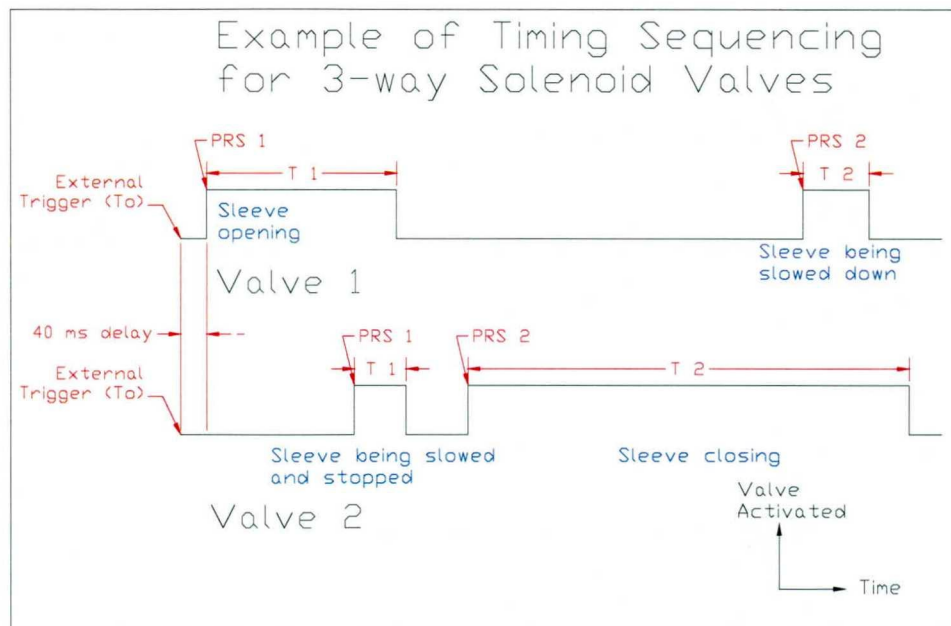 Example of Timing Sequencing
for 3-way Solenoid Valves
PRS 1
T 1
PRS 2
T 2
External
Trigger (To)
Sleeve
opening
Sleeve being
slowed down
Valve 1
40 ms delay
PRS 1
T 1
PRS 2
T 2
External
Trigger (To)
Sleeve being slowed
and stopped
Sleeve closing
Valve 2
Valve
Activated
Time